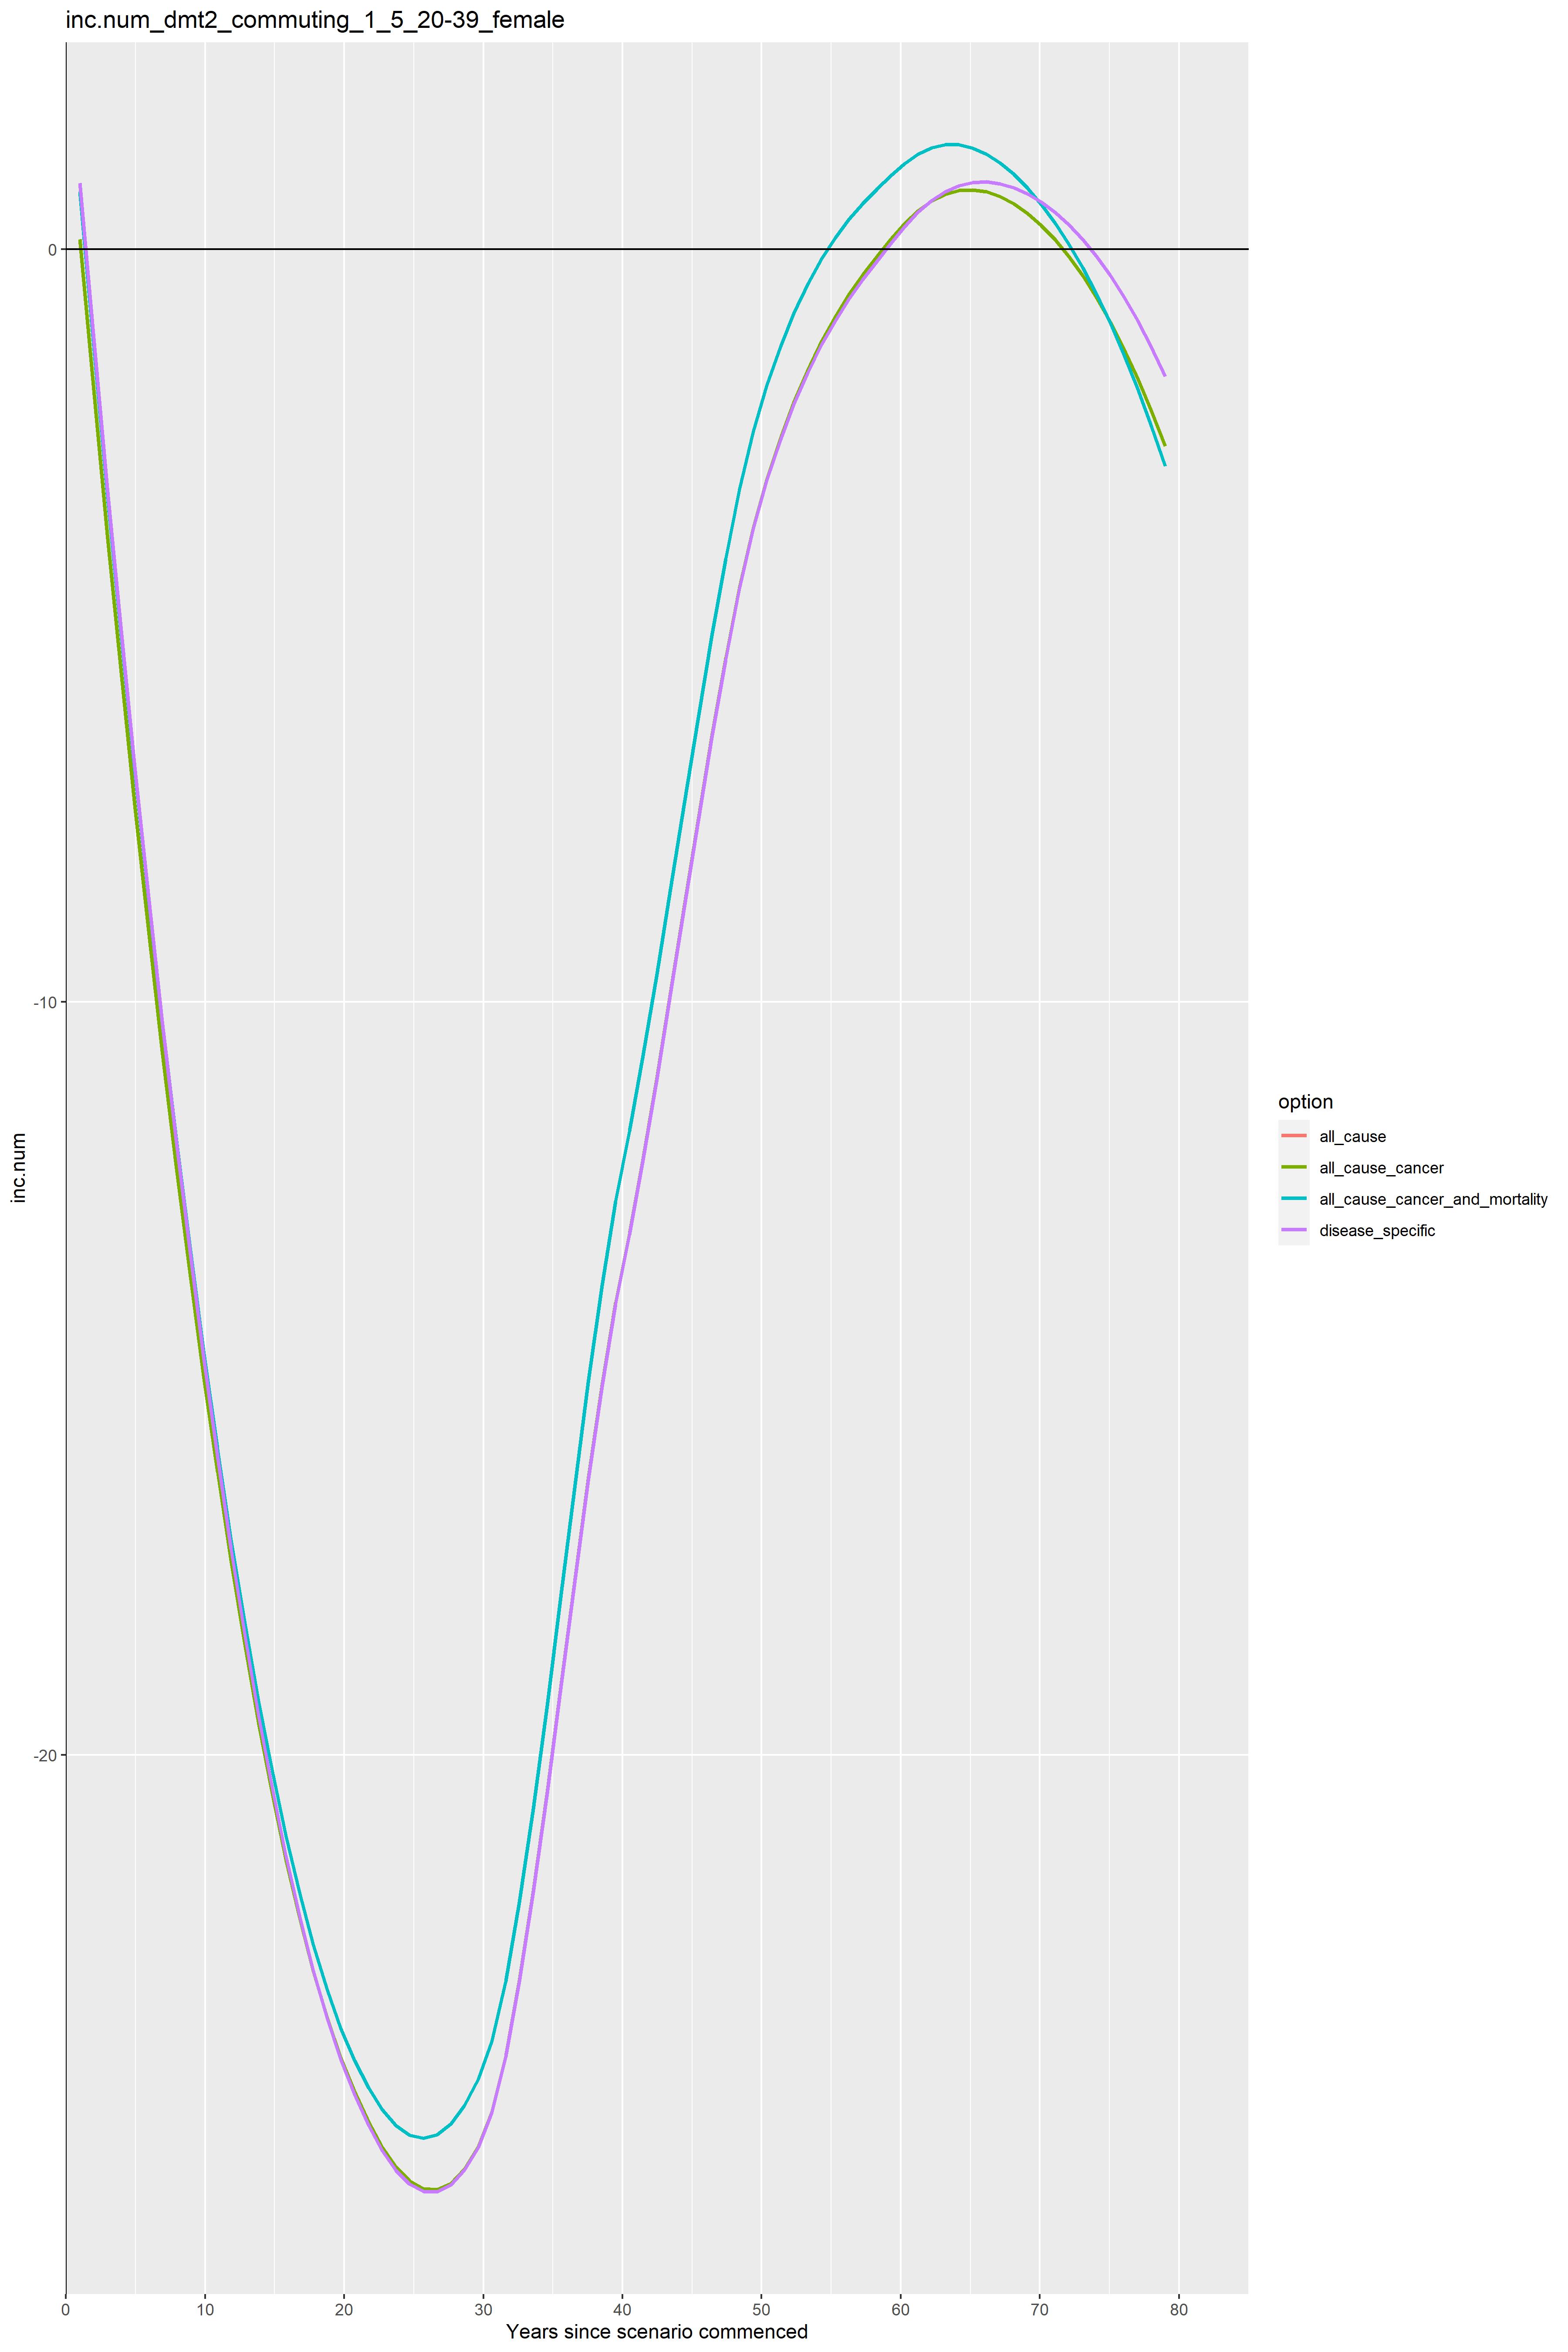 inc.num_dmt2_commuting_1_5_20-39_female
0
-10
-20
inc.num
0 10 20 30 40 50 60 70 80
Years since scenario commenced
option
all_cause
all_cause_cancer
all_cause_cancer_and_mortality
disease_specific